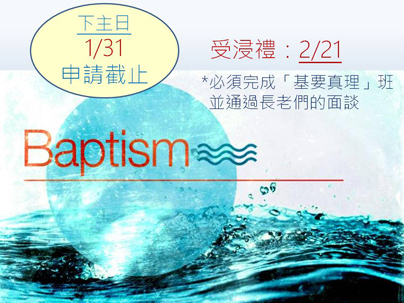 下主日
1/31
申請截止
受浸禮：2/21
*必須完成「基要真理」班
並通過長老們的面談
Baptism